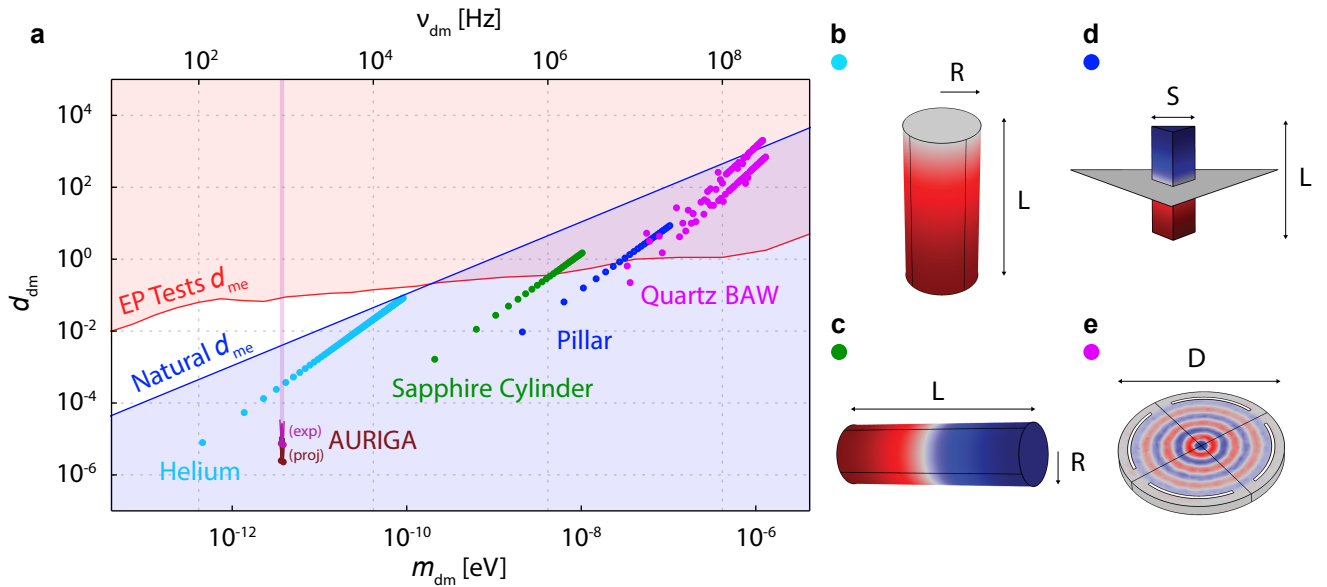 a
ν_dm [Hz]
10^2 10^4 10^6 10^8
10^4
10^2
10^0
10^-2
10^-4
10^-6
d_dm
EP Tests d_me
Natural d_me
Helium
(exp)
(proj)
AURIGA
Sapphire Cylinder
Pillar
Quartz BAW
10^-12 10^-10 10^-8 10^-6
m_dm [eV]
b
R
L
c
L
R
d
S
L
e
D